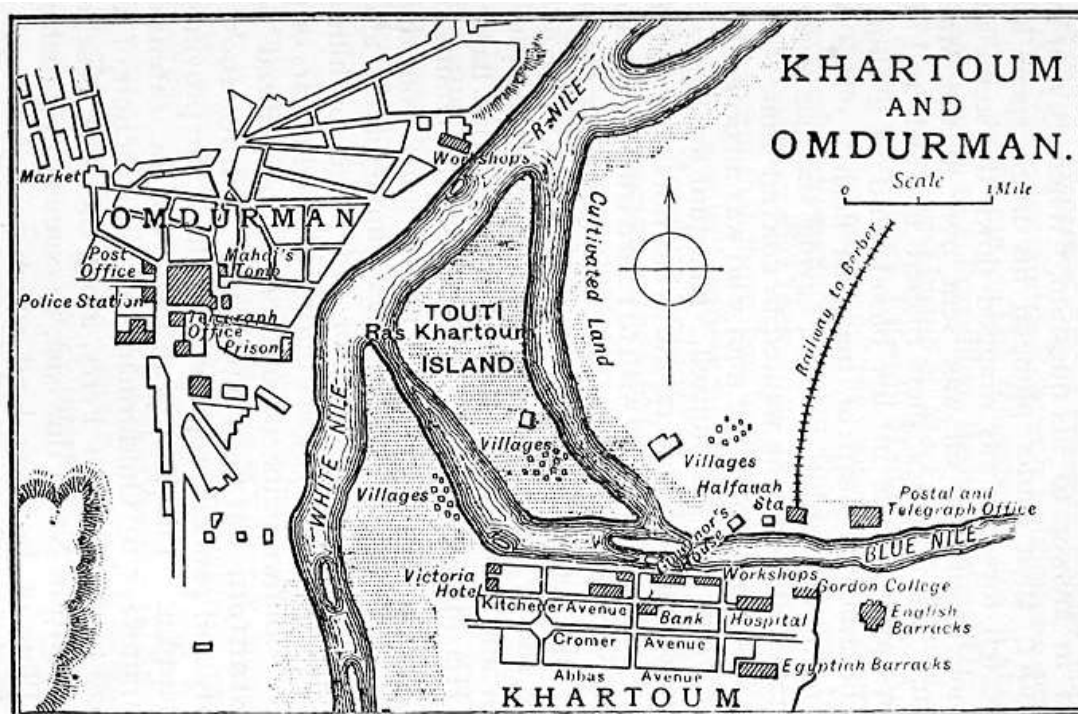 KHARTOUM
AND
OMDURMAN.
Scale
0 1 Mile
R. NILE
Workshops
Market
OMDURMAN
Post
Office
Mahdi's
Tomb
Police Station
Telegraph
Office
Prison
Cultivated Land
Railway to Berber
TOUTI
Ras Khartoum
ISLAND
WHITE NILE
Villages
Villages
Villages
Halfauah
Sta
Postal and
Telegraph Office
BLUE NILE
Governor's
House
Victoria
Hotel
Workshops
Gordon College
Kitchener Avenue
Bank
Hospital
English
Barracks
Cromer Avenue
Egyptian Barracks
Abbas Avenue
KHARTOUM